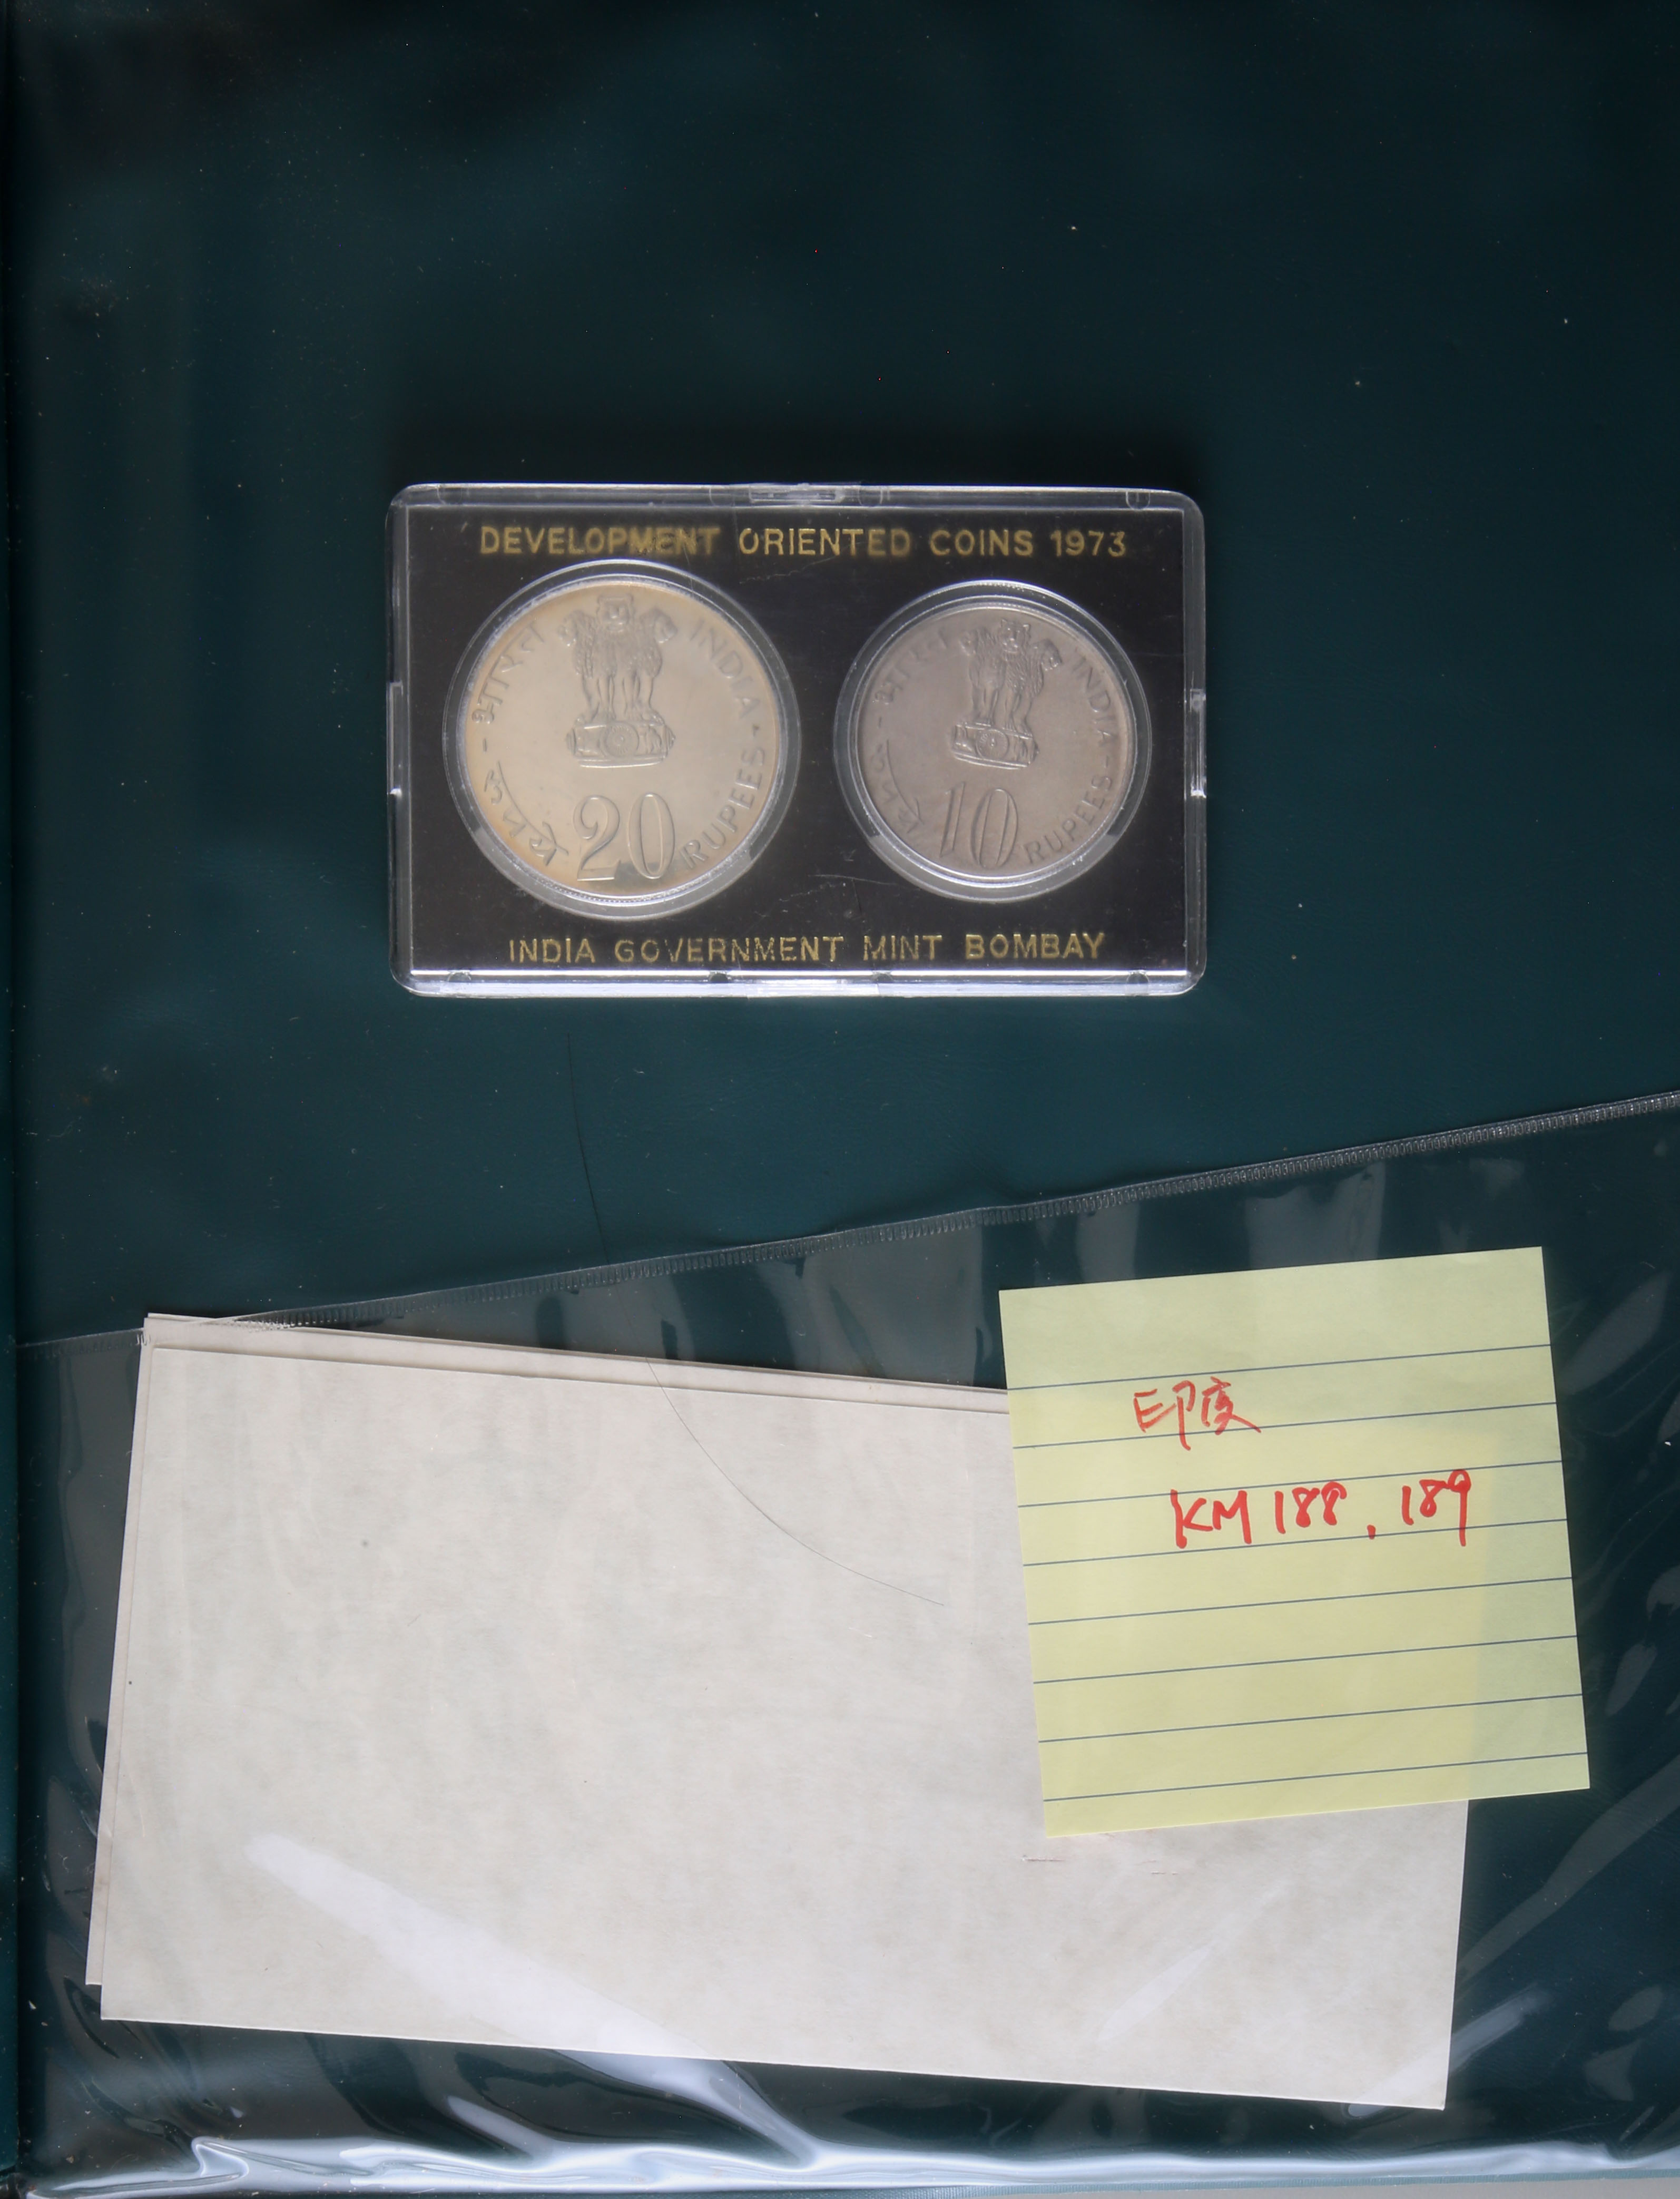 DEVELOPMENT ORIENTED COINS 1973
भारत INDIA
रुपये 20 RUPEES
भारत INDIA
रुपये 10 RUPEES
INDIA GOVERNMENT MINT BOMBAY
印度
KM 188, 189